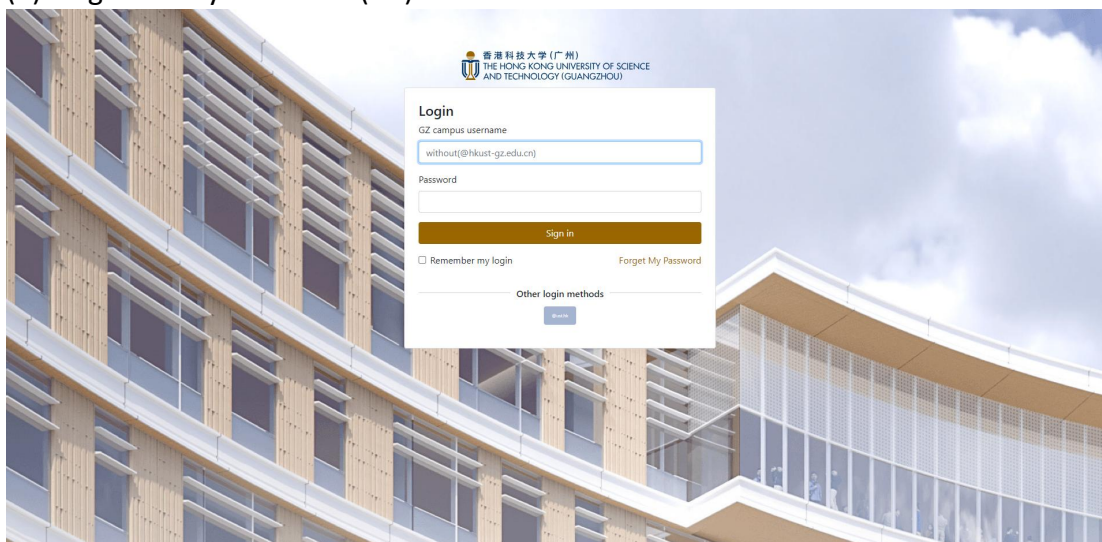 香港科技大学(广州)
THE HONG KONG UNIVERSITY OF SCIENCE
AND TECHNOLOGY (GUANGZHOU)
Login
GZ campus username
without(@hkust-gz.edu.cn)
Password
Sign in
Remember my login
Forget My Password
Other login methods